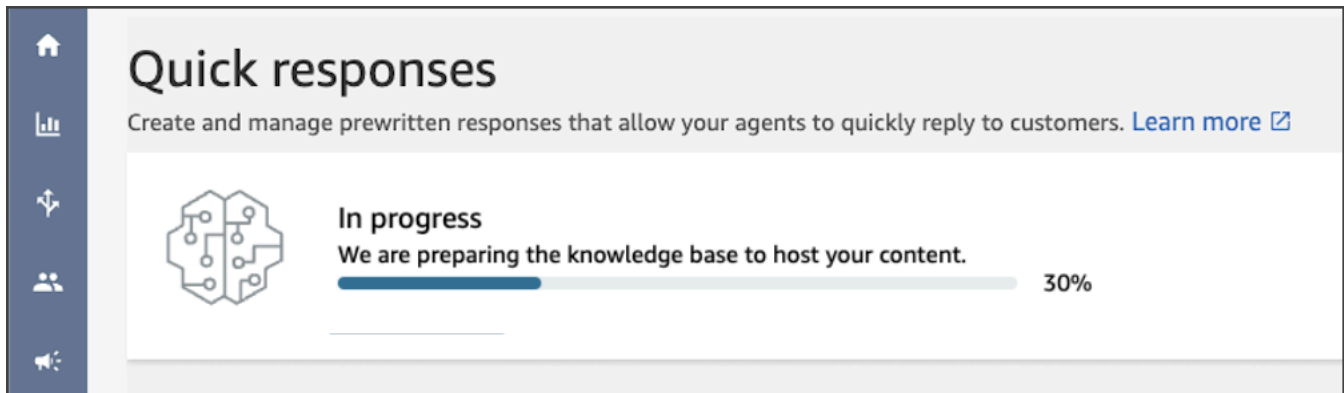 Quick responses
Create and manage prewritten responses that allow your agents to quickly reply to customers. Learn more
In progress
We are preparing the knowledge base to host your content.
30%